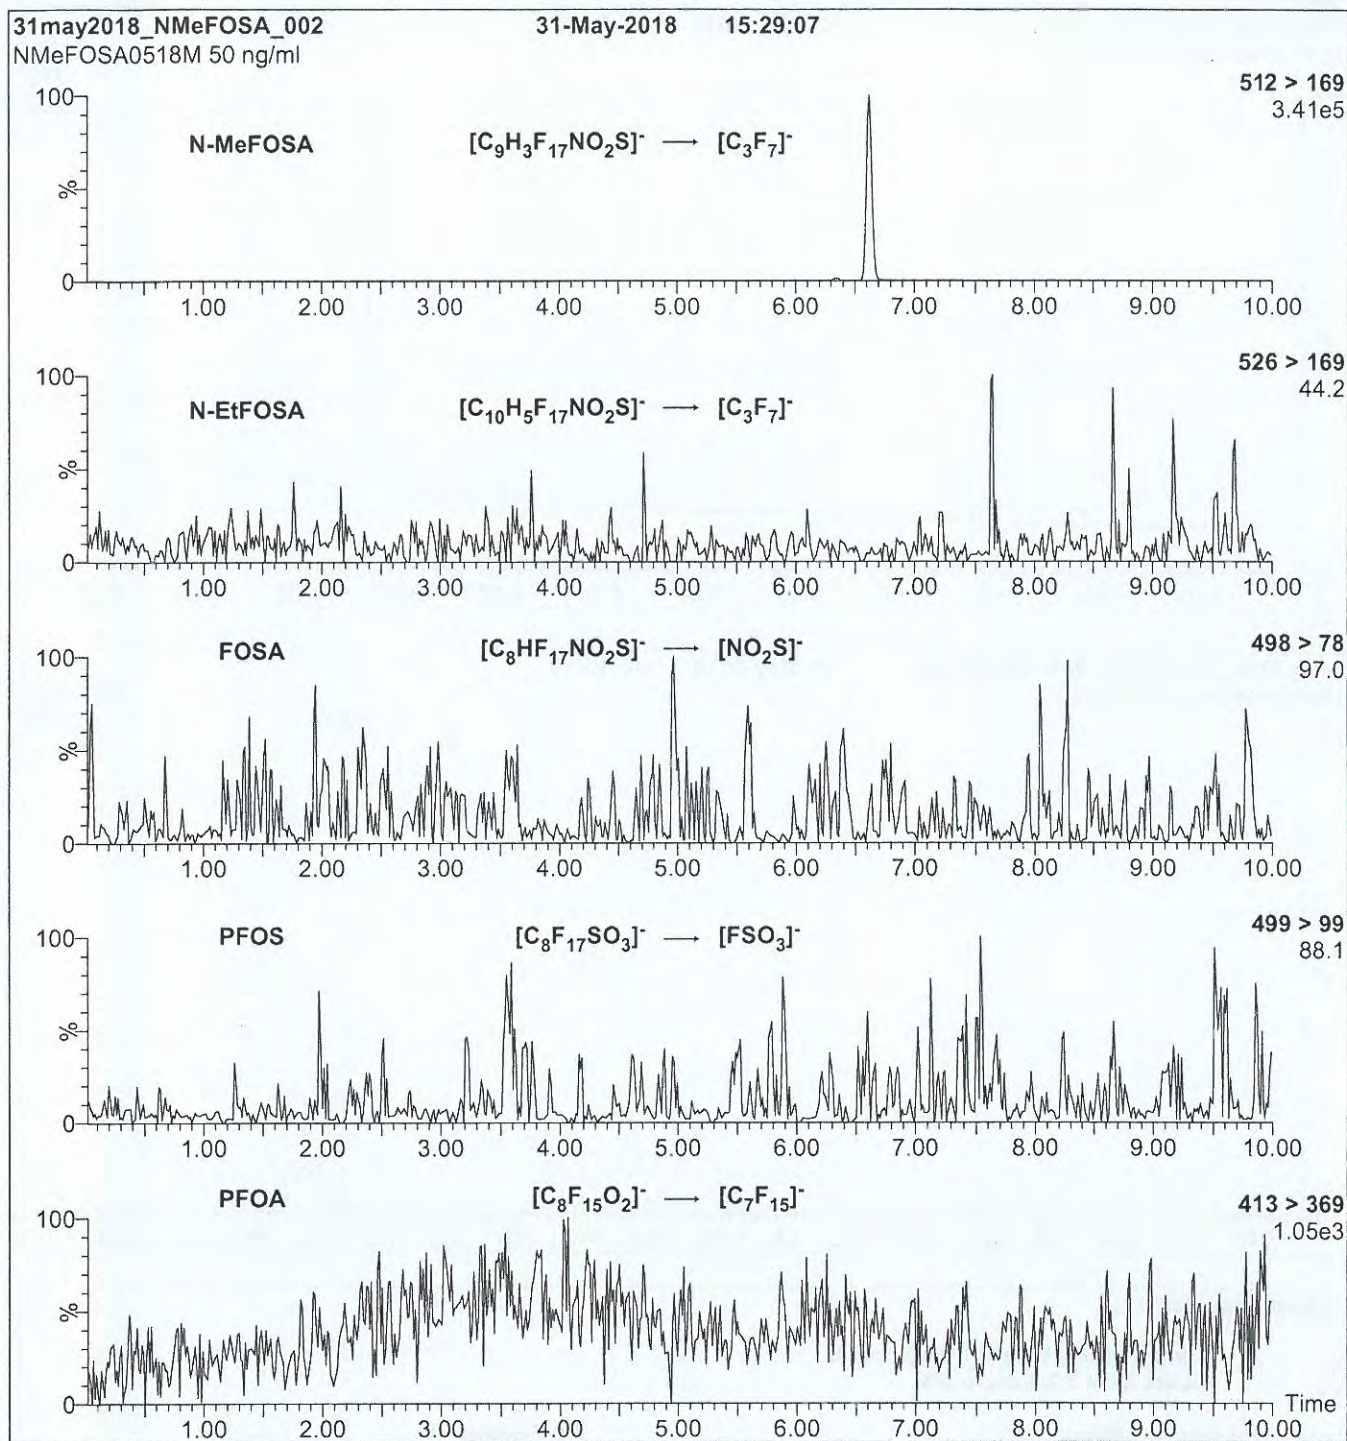 31may2018_NMeFOSA_002 31-May-2018 15:29:07
NMeFOSA0518M 50 ng/ml
512 > 169
3.41e5
N-MeFOSA [C₉H₃F₁₇NO₂S]⁻ → [C₃F₇]⁻
100
%
0
1.00 2.00 3.00 4.00 5.00 6.00 7.00 8.00 9.00 10.00
526 > 169
44.2
N-EtFOSA [C₁₀H₅F₁₇NO₂S]⁻ → [C₃F₇]⁻
100
%
0
1.00 2.00 3.00 4.00 5.00 6.00 7.00 8.00 9.00 10.00
498 > 78
97.0
FOSA [C₈HF₁₇NO₂S]⁻ → [NO₂S]⁻
100
%
0
1.00 2.00 3.00 4.00 5.00 6.00 7.00 8.00 9.00 10.00
499 > 99
88.1
PFOS [C₈F₁₇SO₃]⁻ → [FSO₃]⁻
100
%
0
1.00 2.00 3.00 4.00 5.00 6.00 7.00 8.00 9.00 10.00
413 > 369
1.05e3
PFOA [C₈F₁₅O₂]⁻ → [C₇F₁₅]⁻
100
%
0
Time
1.00 2.00 3.00 4.00 5.00 6.00 7.00 8.00 9.00 10.00